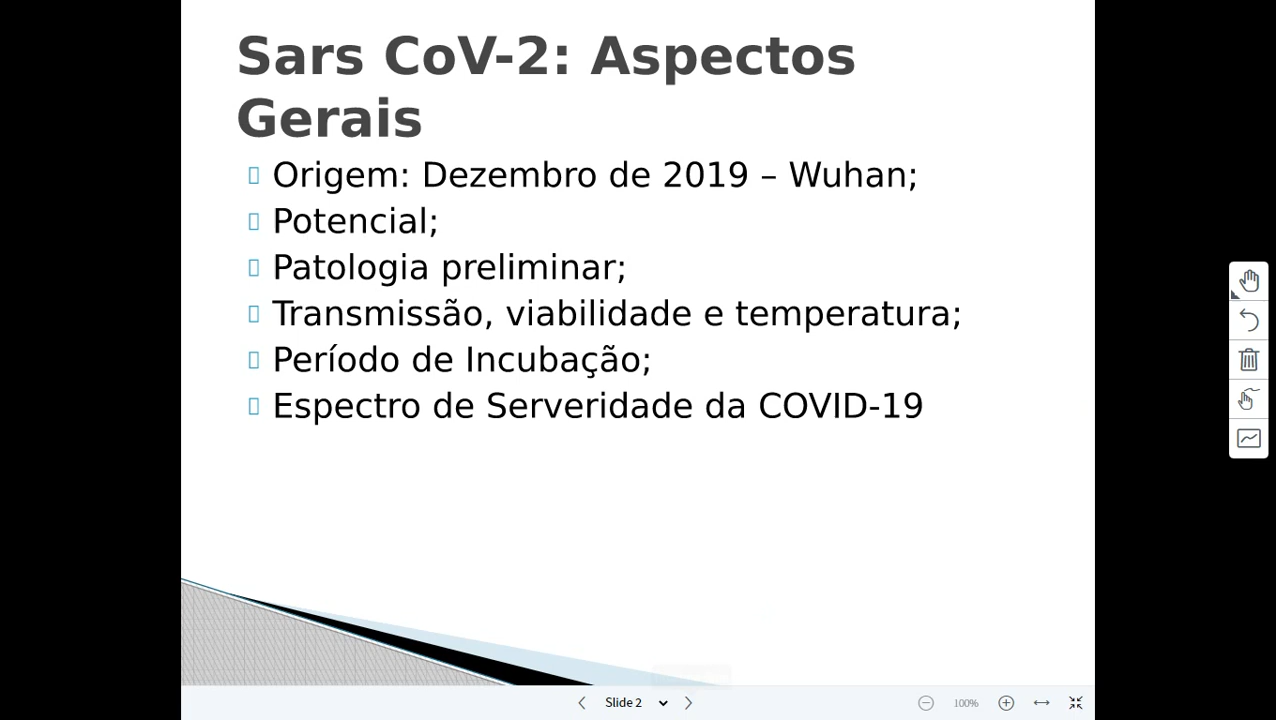 Sars CoV-2: Aspectos
Gerais
Origem: Dezembro de 2019 – Wuhan;
Potencial;
Patologia preliminar;
Transmissão, viabilidade e temperatura;
Período de Incubação;
Espectro de Serveridade da COVID-19
Slide 2
100%